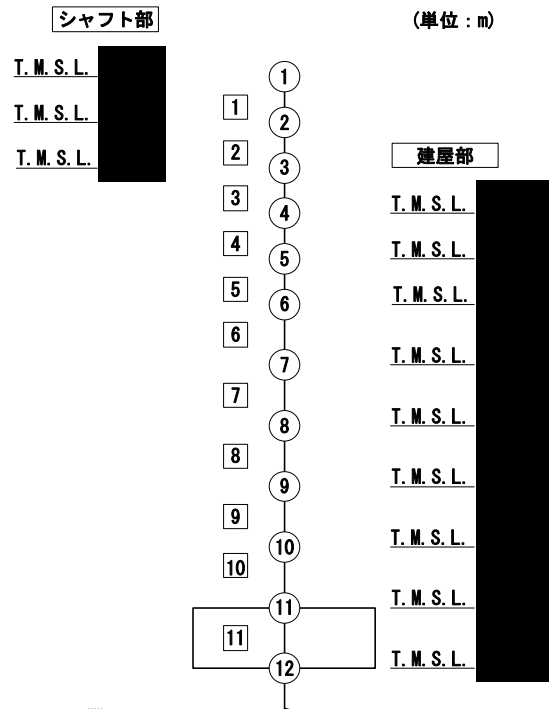 シャフト部
(単位：m)
T.M.S.L.
①
1
T.M.S.L.
②
2
建屋部
T.M.S.L.
③
3
T.M.S.L.
④
4
T.M.S.L.
⑤
5
T.M.S.L.
⑥
6
T.M.S.L.
⑦
7
T.M.S.L.
⑧
8
T.M.S.L.
⑨
9
T.M.S.L.
⑩
10
T.M.S.L.
⑪
11
T.M.S.L.
⑫